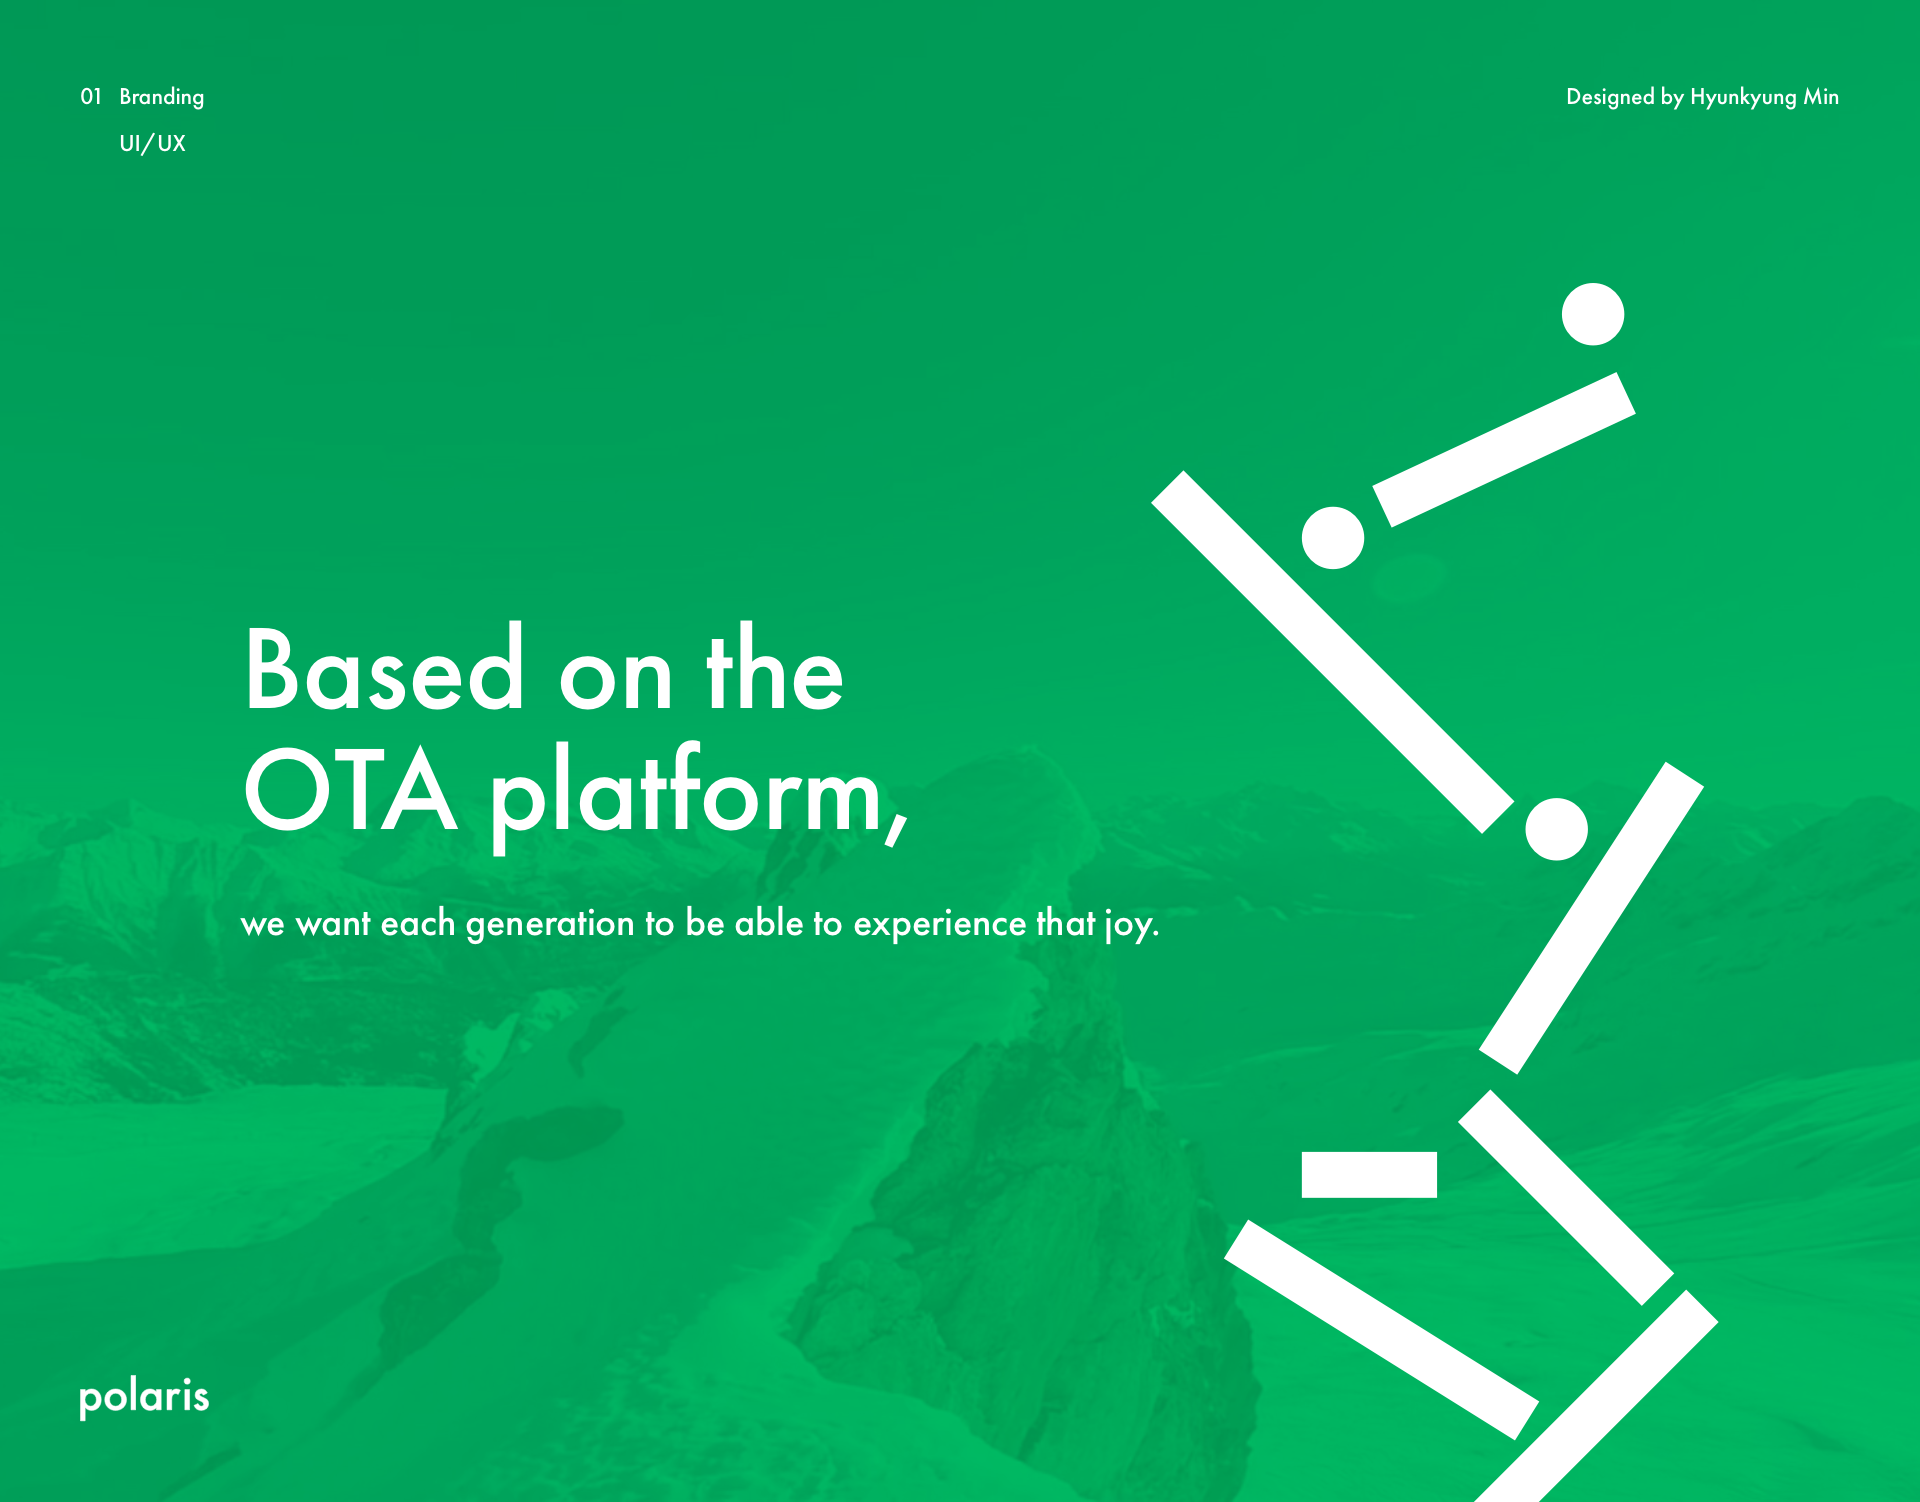 01 Branding
UI/UX
Designed by Hyunkyung Min
Based on the
OTA platform,
we want each generation to be able to experience that joy.
polaris